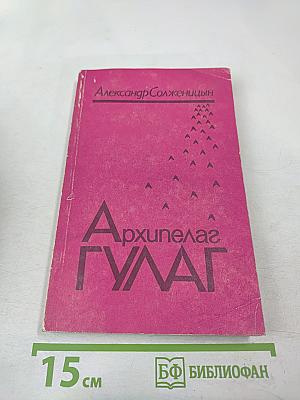 Александр Солженицын
Архипелаг
ГУЛАГ
15 см
БФ БИБЛИОФАН